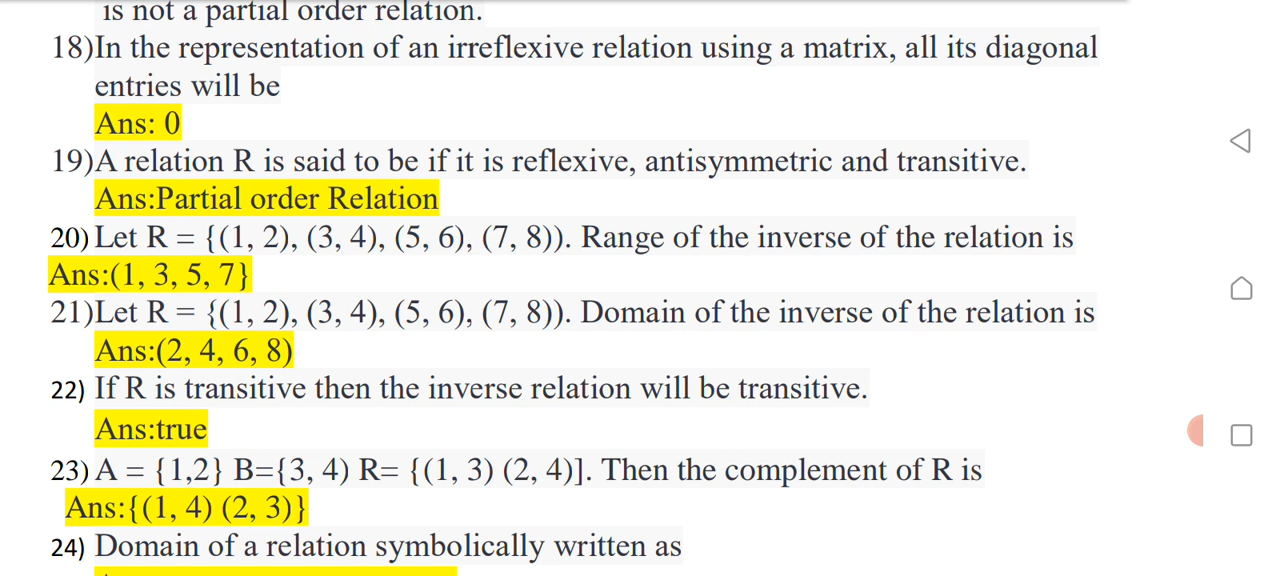 is not a partial order relation.
18)In the representation of an irreflexive relation using a matrix, all its diagonal
entries will be
Ans: 0
19)A relation R is said to be if it is reflexive, antisymmetric and transitive.
Ans:Partial order Relation
20) Let R = {(1, 2), (3, 4), (5, 6), (7, 8)). Range of the inverse of the relation is
Ans:(1, 3, 5, 7}
21)Let R = {(1, 2), (3, 4), (5, 6), (7, 8)). Domain of the inverse of the relation is
Ans:(2, 4, 6, 8)
22) If R is transitive then the inverse relation will be transitive.
Ans:true
23) A = {1,2} B={3, 4) R= {(1, 3) (2, 4)]. Then the complement of R is
Ans:{(1, 4) (2, 3)}
24) Domain of a relation symbolically written as